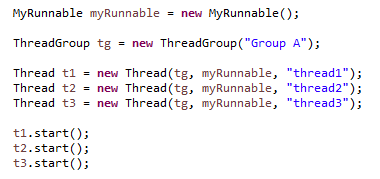 MyRunnable myRunnable = new MyRunnable();
ThreadGroup tg = new ThreadGroup("Group A");
Thread t1 = new Thread(tg, myRunnable, "thread1");
Thread t2 = new Thread(tg, myRunnable, "thread2");
Thread t3 = new Thread(tg, myRunnable, "thread3");
t1.start();
t2.start();
t3.start();